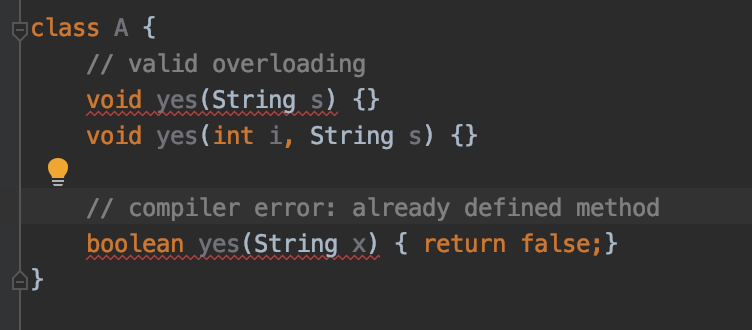 class A {
// valid overloading
void yes(String s) {}
void yes(int i, String s) {}
// compiler error: already defined method
boolean yes(String x) { return false;}
}